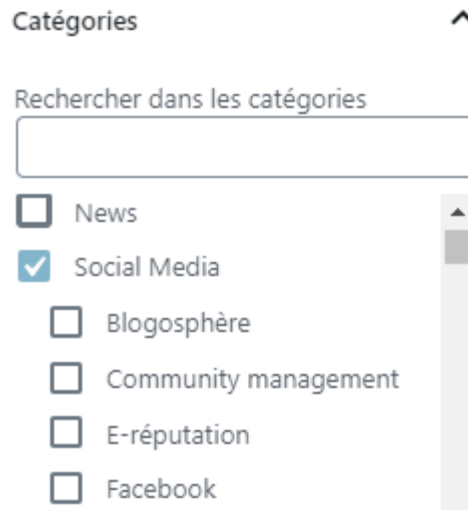 Catégories
Rechercher dans les catégories
News
Social Media
Blogosphère
Community management
E-réputation
Facebook